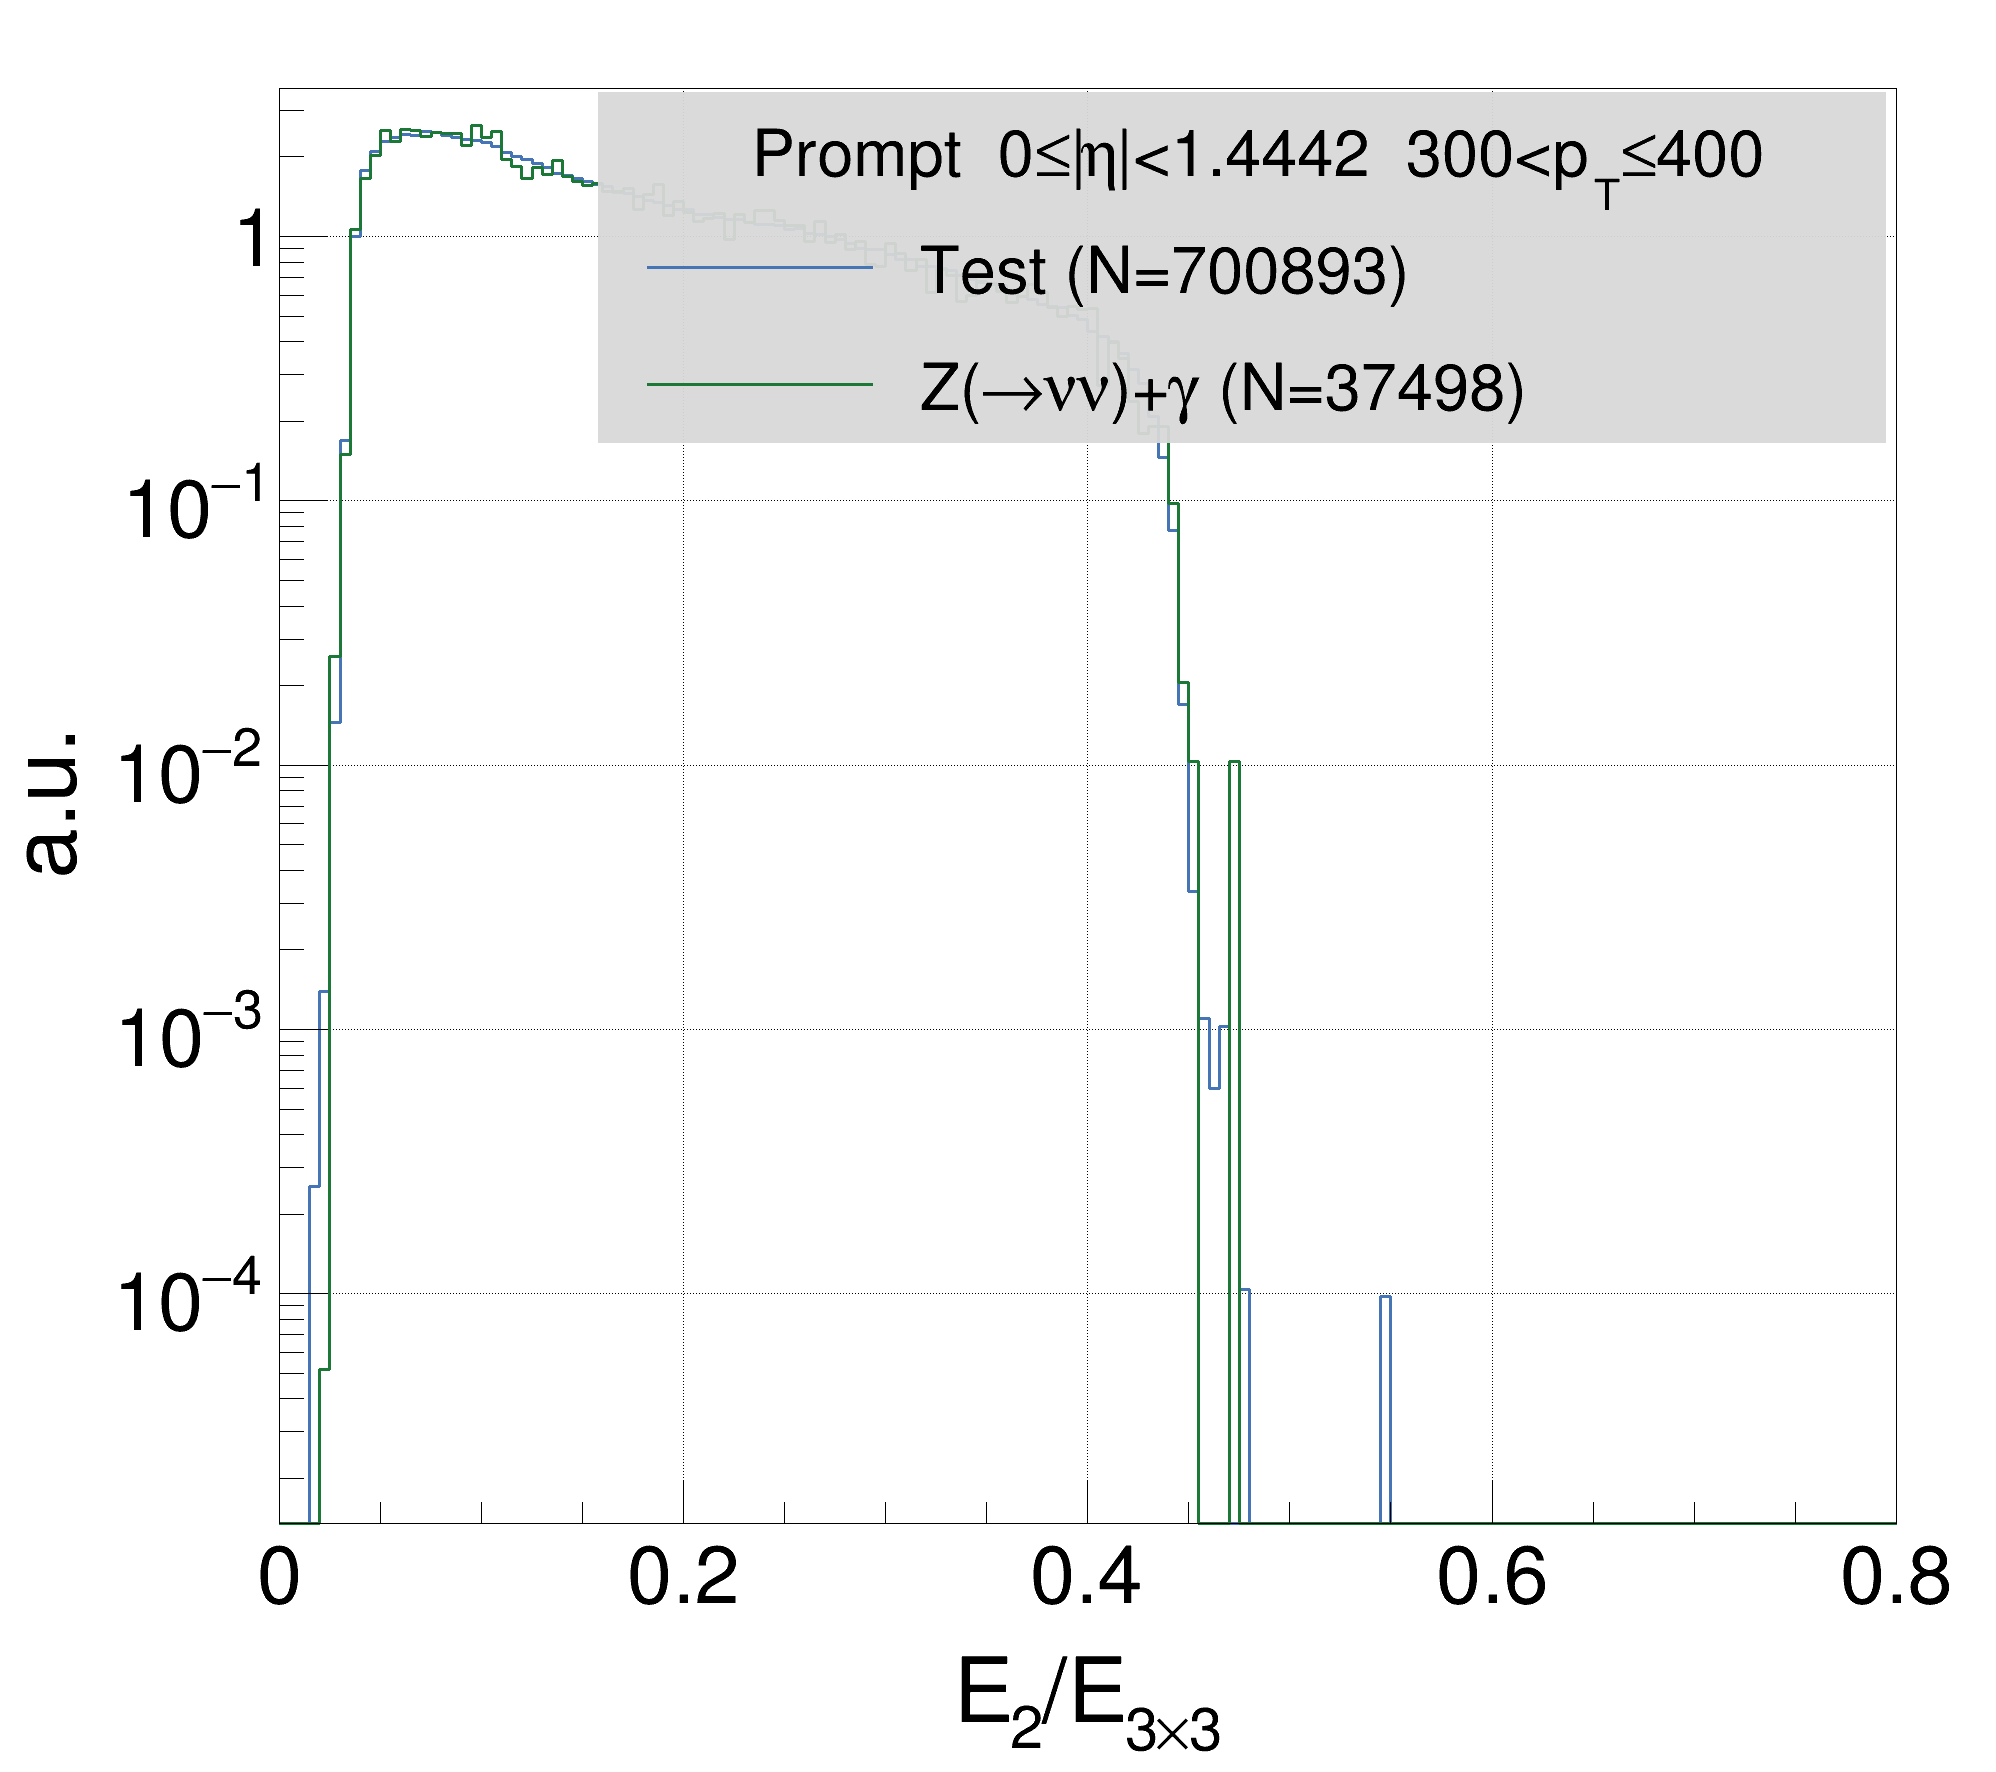 Prompt 0≤|η|<1.4442 300<p_T≤400
Test (N=700893)
Z(→νν)+γ (N=37498)
a.u.
1
10⁻¹
10⁻²
10⁻³
10⁻⁴
0 0.2 0.4 0.6 0.8
E₂/E₃ₓ₃